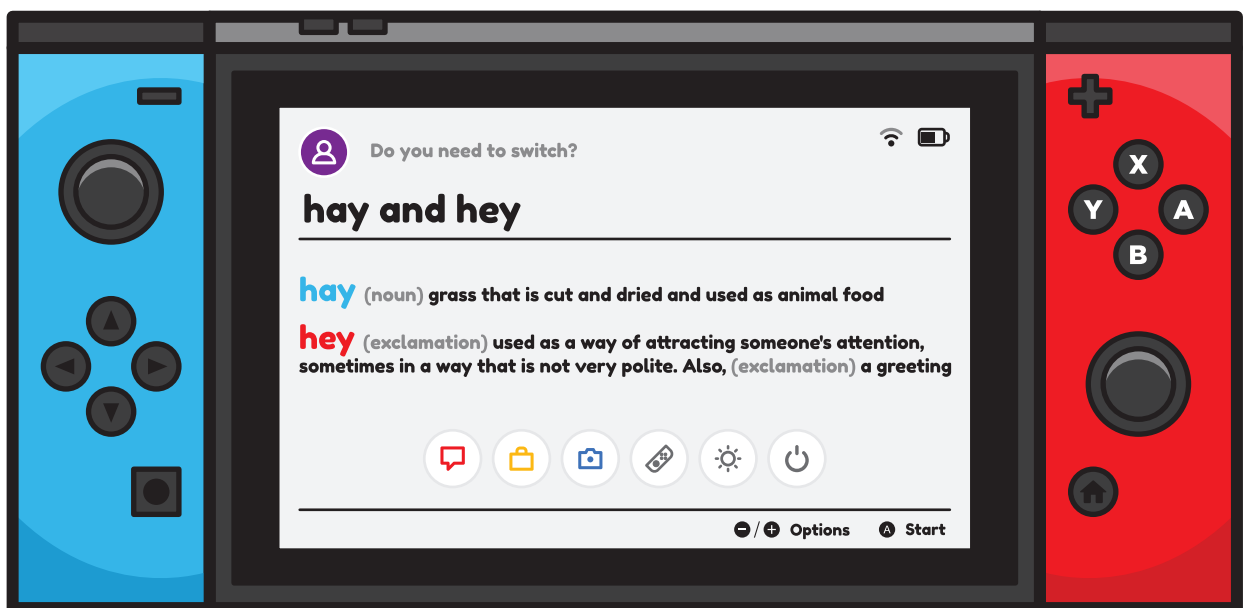 Do you need to switch?
hay and hey
hay (noun) grass that is cut and dried and used as animal food
hey (exclamation) used as a way of attracting someone's attention,
sometimes in a way that is not very polite. Also, (exclamation) a greeting
X
Y A
B
-/+ Options A Start